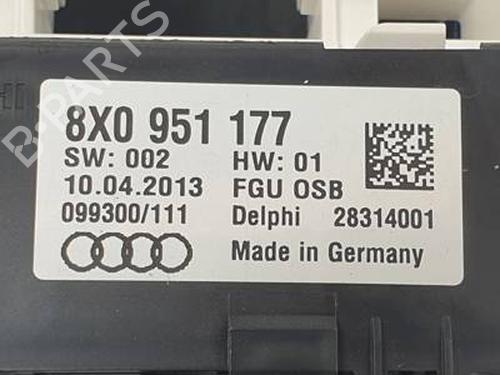 B-PARTS
8X0 951 177
SW: 002 HW: 01
10.04.2013 FGU OSB
099300/111 Delphi 28314001
Made in Germany